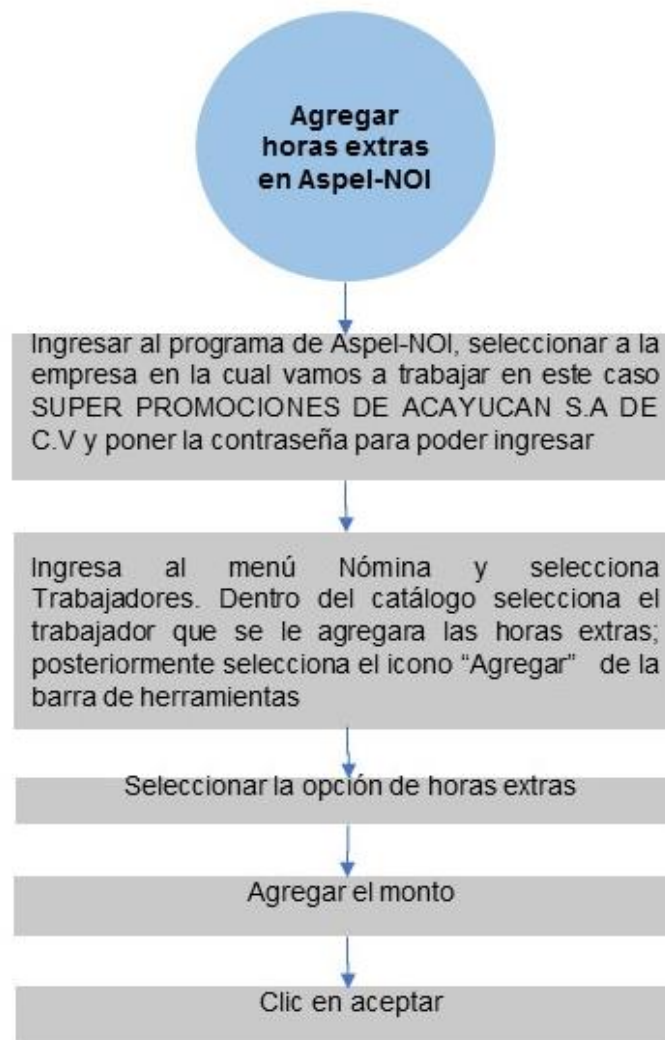 Agregar
horas extras
en Aspel-NOI
Ingresar al programa de Aspel-NOI, seleccionar a la
empresa en la cual vamos a trabajar en este caso
SUPER PROMOCIONES DE ACAYUCAN S.A DE
C.V y poner la contraseña para poder ingresar
Ingresa al menú Nómina y selecciona
Trabajadores. Dentro del catálogo selecciona el
trabajador que se le agregara las horas extras;
posteriormente selecciona el icono “Agregar” de la
barra de herramientas
Seleccionar la opción de horas extras
Agregar el monto
Clic en aceptar